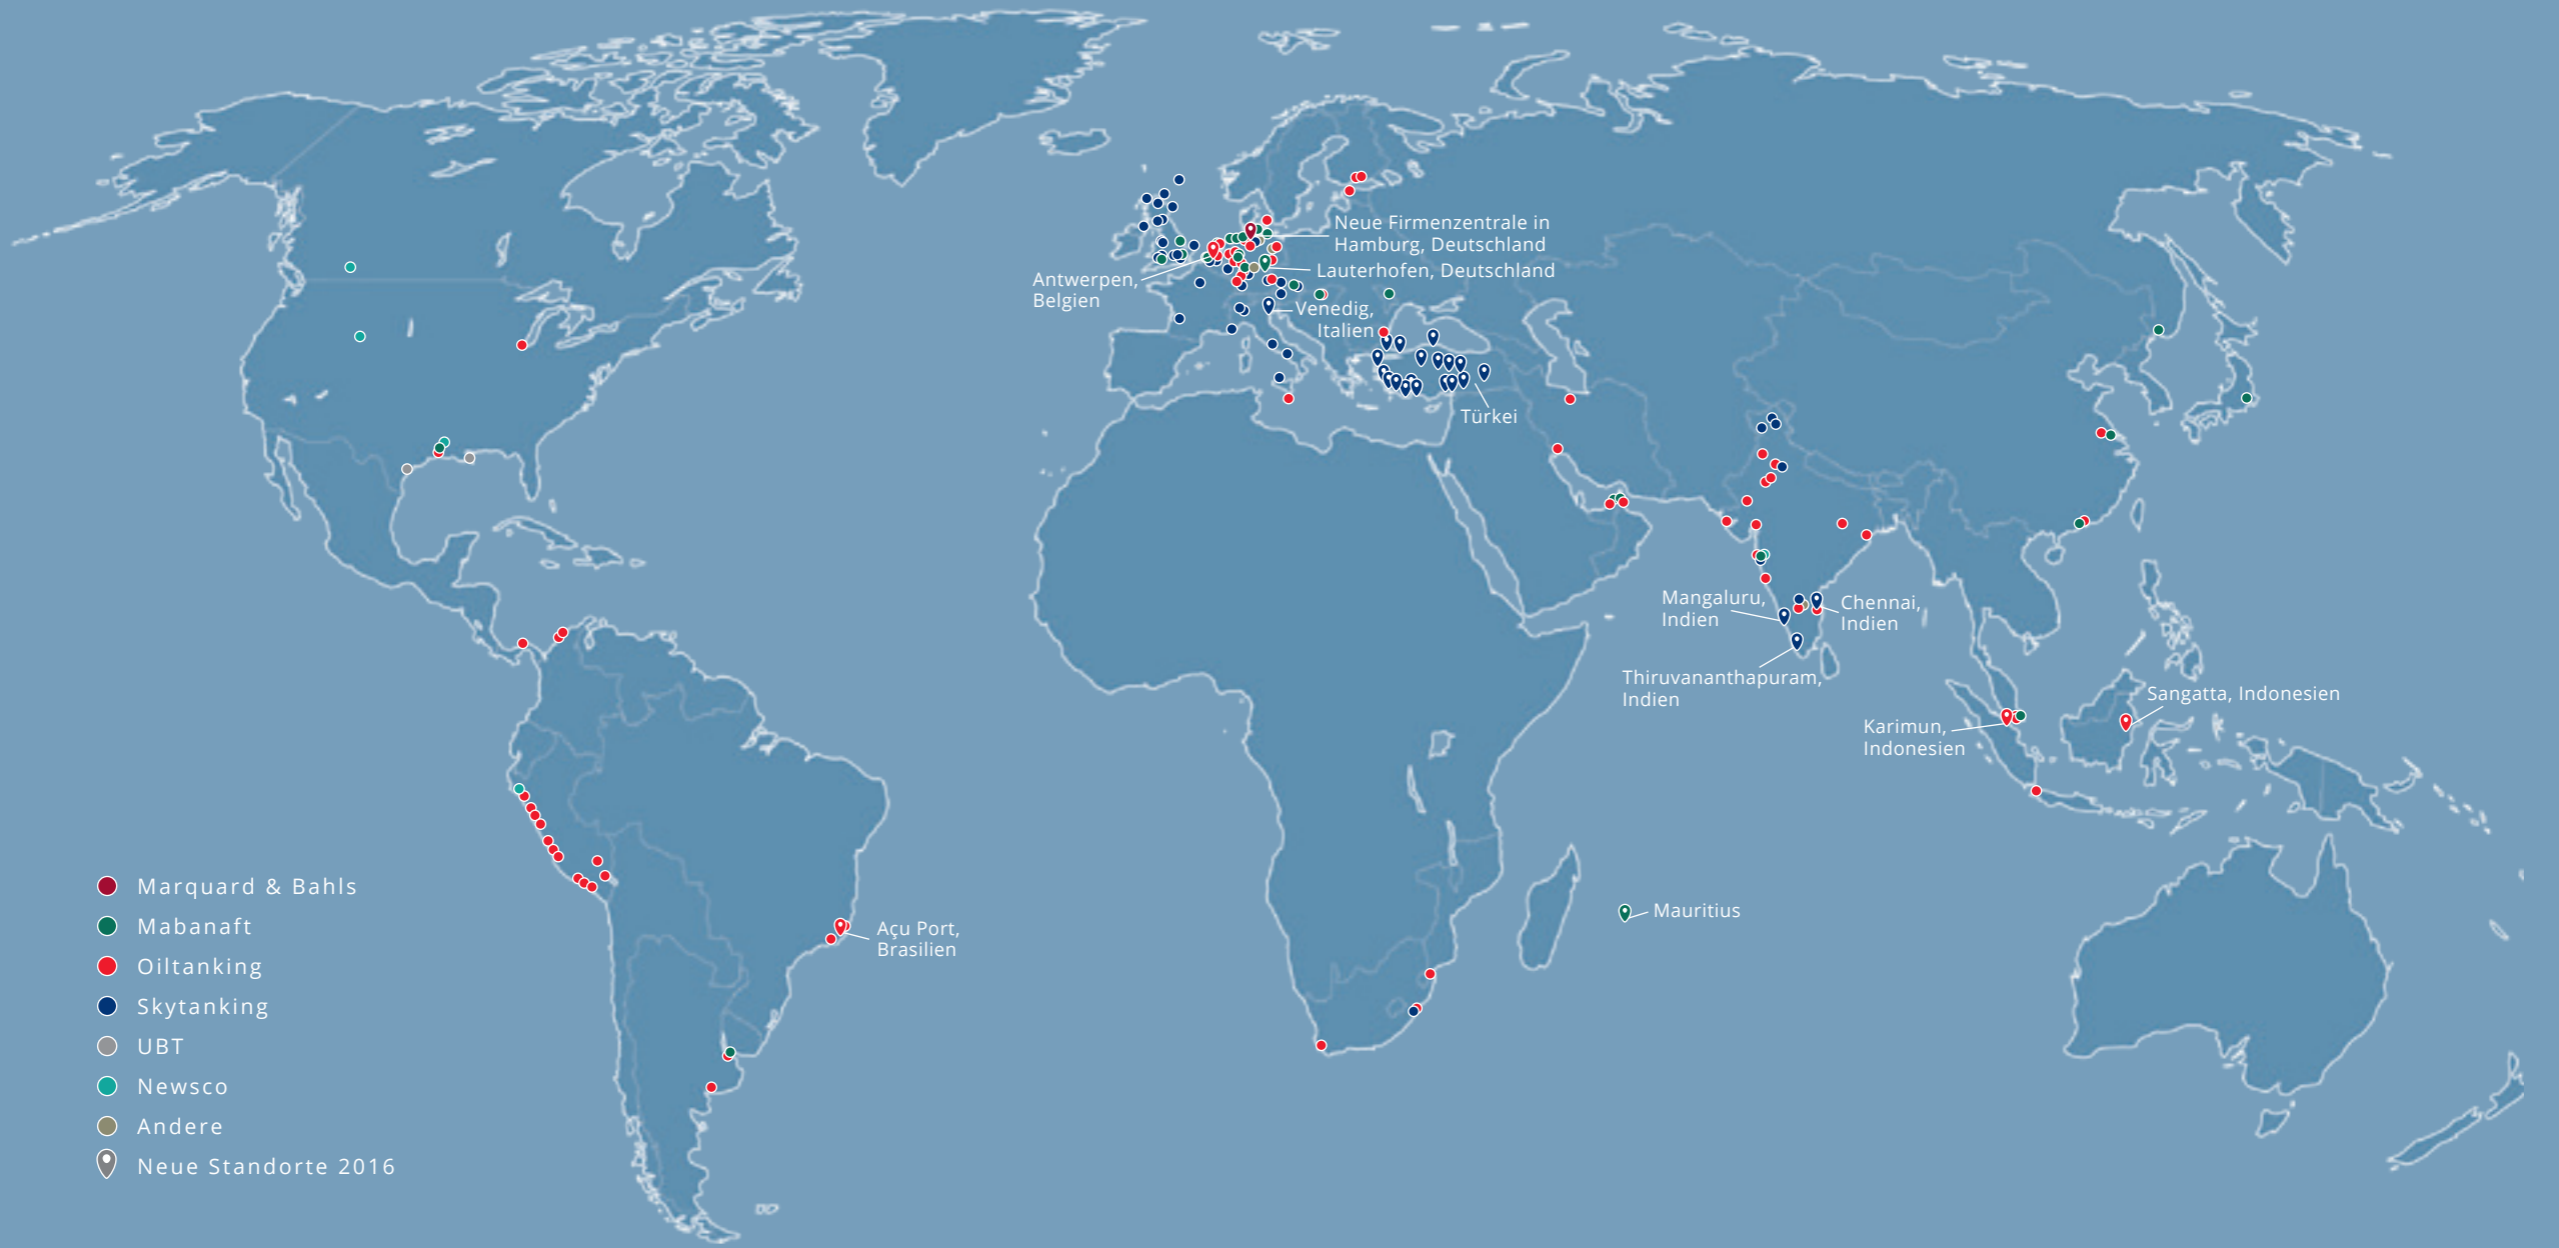 Neue Firmenzentrale in
Hamburg, Deutschland
Lauterhofen, Deutschland
Antwerpen,
Belgien
Venedig,
Italien
Türkei
Mangaluru,
Indien
Chennai,
Indien
Thiruvananthapuram,
Indien
Sangatta, Indonesien
Karimun,
Indonesien
Mauritius
Açu Port,
Brasilien
Marquard & Bahls
Mabanaft
Oiltanking
Skytanking
UBT
Newsco
Andere
Neue Standorte 2016